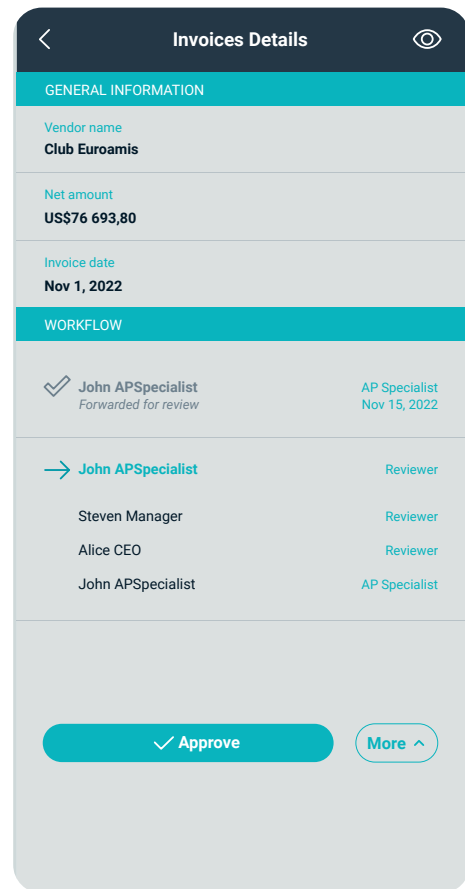 Invoices Details
GENERAL INFORMATION
Vendor name
Club Euroamis
Net amount
US$76 693,80
Invoice date
Nov 1, 2022
WORKFLOW
John APSpecialist AP Specialist
Forwarded for review Nov 15, 2022
John APSpecialist Reviewer
Steven Manager Reviewer
Alice CEO Reviewer
John APSpecialist AP Specialist
Approve More